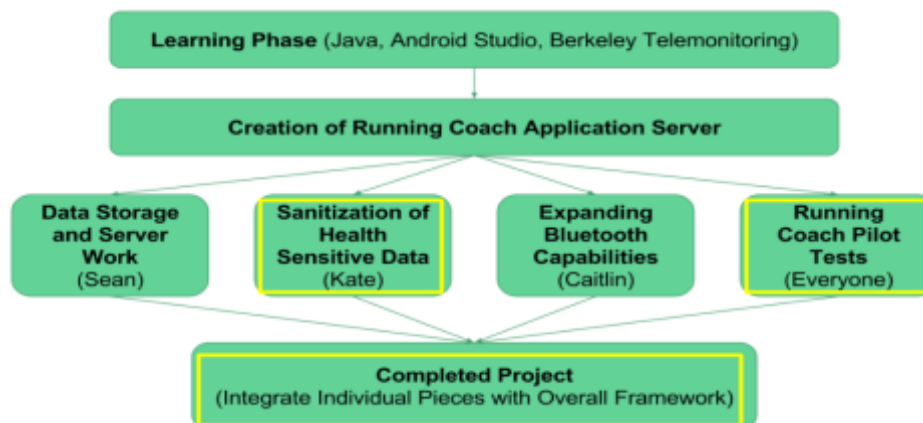 Learning Phase (Java, Android Studio, Berkeley Telemonitoring)
Creation of Running Coach Application Server
Data Storage
and Server
Work
(Sean)
Sanitization of
Health
Sensitive Data
(Kate)
Expanding
Bluetooth
Capabilities
(Caitlin)
Running
Coach Pilot
Tests
(Everyone)
Completed Project
(Integrate Individual Pieces with Overall Framework)